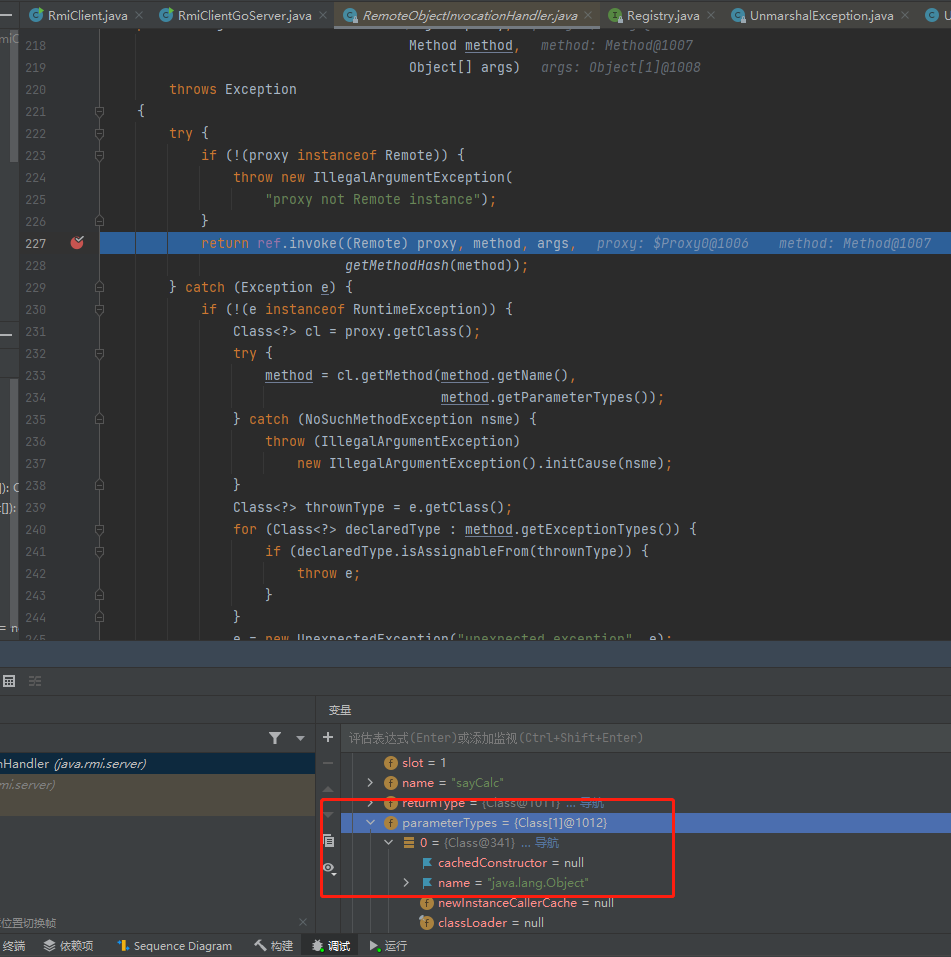 RmiClient.java × RmiClientGoServer.java × RemoteObjectInvocationHandler.java × Registry.java × UnmarshalException.java ×
218 Method method, method: Method@1007
219 Object[] args) args: Object[1]@1008
220 throws Exception
221 {
222 try {
223 if (!(proxy instanceof Remote)) {
224 throw new IllegalArgumentException(
225 "proxy not Remote instance");
226 }
227 return ref.invoke((Remote) proxy, method, args, proxy: $Proxy0@1006 method: Method@1007
228 getMethodHash(method));
229 } catch (Exception e) {
230 if (!(e instanceof RuntimeException)) {
231 Class<?> cl = proxy.getClass();
232 try {
233 method = cl.getMethod(method.getName(),
234 method.getParameterTypes());
235 } catch (NoSuchMethodException nsme) {
236 throw (IllegalArgumentException)
237 new IllegalArgumentException().initCause(nsme);
238 }
239 Class<?> thrownType = e.getClass();
240 for (Class<?> declaredType : method.getExceptionTypes()) {
241 if (declaredType.isAssignableFrom(thrownType)) {
242 throw e;
243 }
244 }
245 e = new UnexpectedException("unexpected exception", e);
变量
评估表达式(Enter)或添加监视(Ctrl+Shift+Enter)
nHandler (java.rmi.server)
rmi.server)
slot = 1
name = "sayCalc"
returnType = {Class@1011} ... 导航
parameterTypes = {Class[1]@1012}
0 = {Class@341} ... 导航
cachedConstructor = null
name = "java.lang.Object"
newInstanceCallerCache = null
classLoader = null
位置切换帧 ×
终端 依赖项 Sequence Diagram 构建 调试 运行